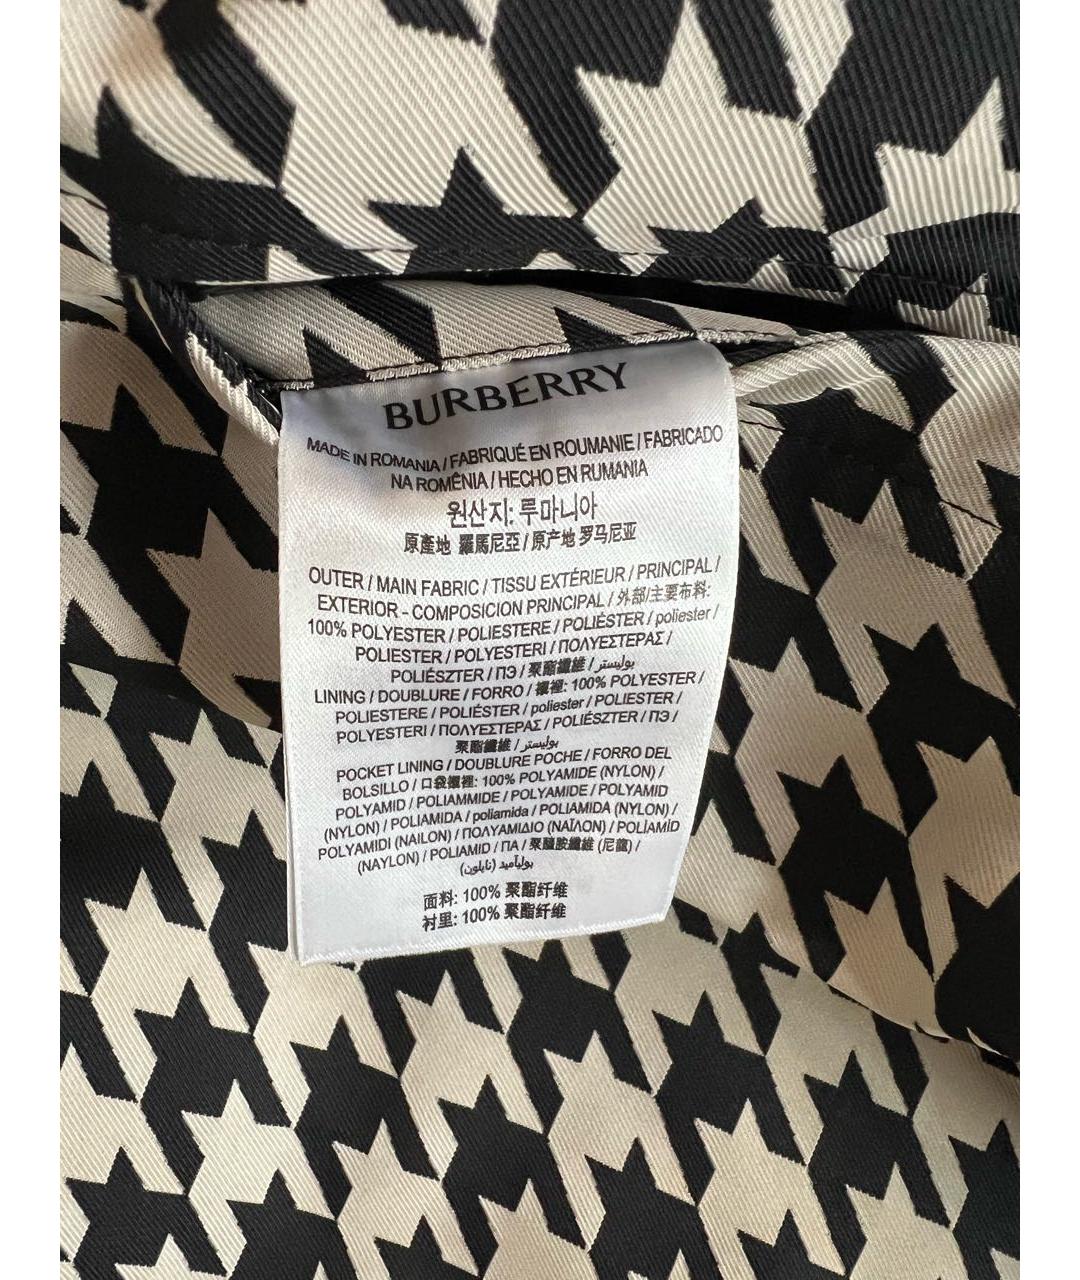 BURBERRY
MADE IN ROMANIA / FABRIQUÉ EN ROUMANIE / FABRICADO
NA ROMÊNIA / HECHO EN RUMANIA
원산지: 루마니아
原產地 羅馬尼亞 / 原产地 罗马尼亚
OUTER / MAIN FABRIC / TISSU EXTÉRIEUR / PRINCIPAL /
EXTERIOR - COMPOSICION PRINCIPAL / 外部/主要布料:
100% POLYESTER / POLIESTERE / POLIÉSTER / poliester /
POLIESTER / POLYESTERI / ΠΟΛΥΕΣΤΕΡΑΣ /
POLIÉSZTER / ПЭ / 聚酯纖維 / بوليستر
LINING / DOUBLURE / FORRO / 襯裡: 100% POLYESTER /
POLIESTERE / POLIÉSTER / poliester / POLIESTER /
POLYESTERI / ΠΟΛΥΕΣΤΕΡΑΣ / POLIÉSZTER / ПЭ /
聚酯纖維 / بوليستر
POCKET LINING / DOUBLURE POCHE / FORRO DEL
BOLSILLO / 口袋襯裡: 100% POLYAMIDE (NYLON) /
POLYAMID / POLIAMMIDE / POLYAMIDE / POLYAMID
(NYLON) / POLIAMIDA / poliamida / POLIAMIDA (NYLON) /
POLYAMIDI (NAILON) / ΠΟΛΥΑΜΙΔΙΟ (ΝΑΪΛΟΝ) / POLİAMİD
(NAYLON) / POLIAMID / ПА / 聚醯胺纖維 (尼龍) /
بوليأميد (نايلون)
面料: 100% 聚酯纤维
衬里: 100% 聚酯纤维